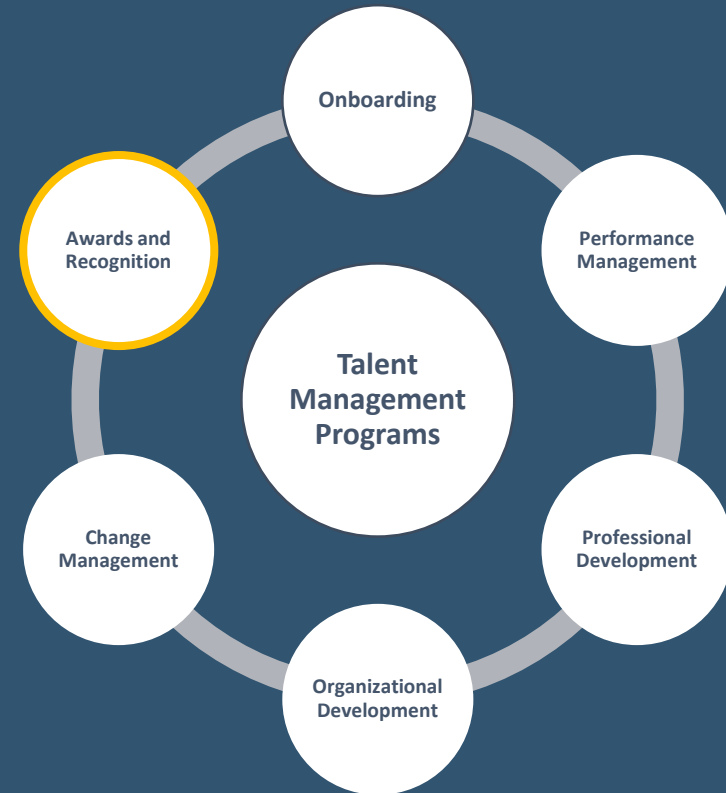 Onboarding
Awards and
Recognition
Performance
Management
Talent
Management
Programs
Change
Management
Professional
Development
Organizational
Development